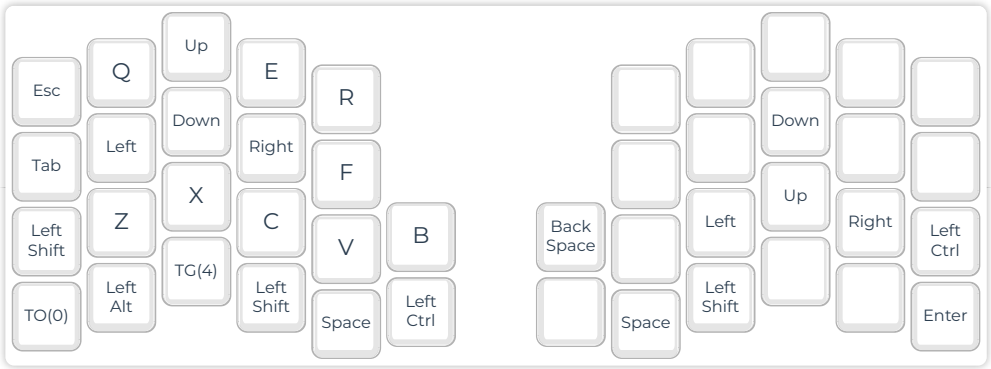 Esc
Q
Up
E
R
Tab
Left
Down
Right
F
Left
Shift
Z
X
C
V
B
TO(0)
Left
Alt
TG(4)
Left
Shift
Space
Left
Ctrl
Down
Back
Space
Left
Up
Right
Left
Ctrl
Space
Left
Shift
Enter